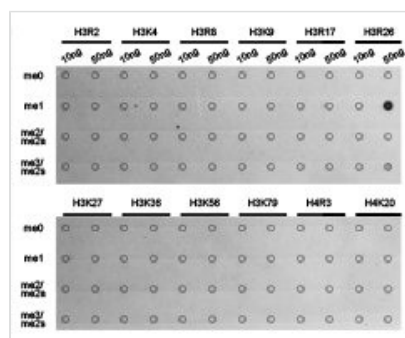 H3R2 H3K4 H3R8 H3K9 H3R17 H3R26
10ng 50ng 10ng 50ng 10ng 50ng 10ng 50ng 10ng 50ng 10ng 50ng
me0
me1
me2/
me2a
me3/
me2s
H3K27 H3K36 H3K56 H3K79 H4R3 H4K20
me0
me1
me2/
me2a
me3/
me2s